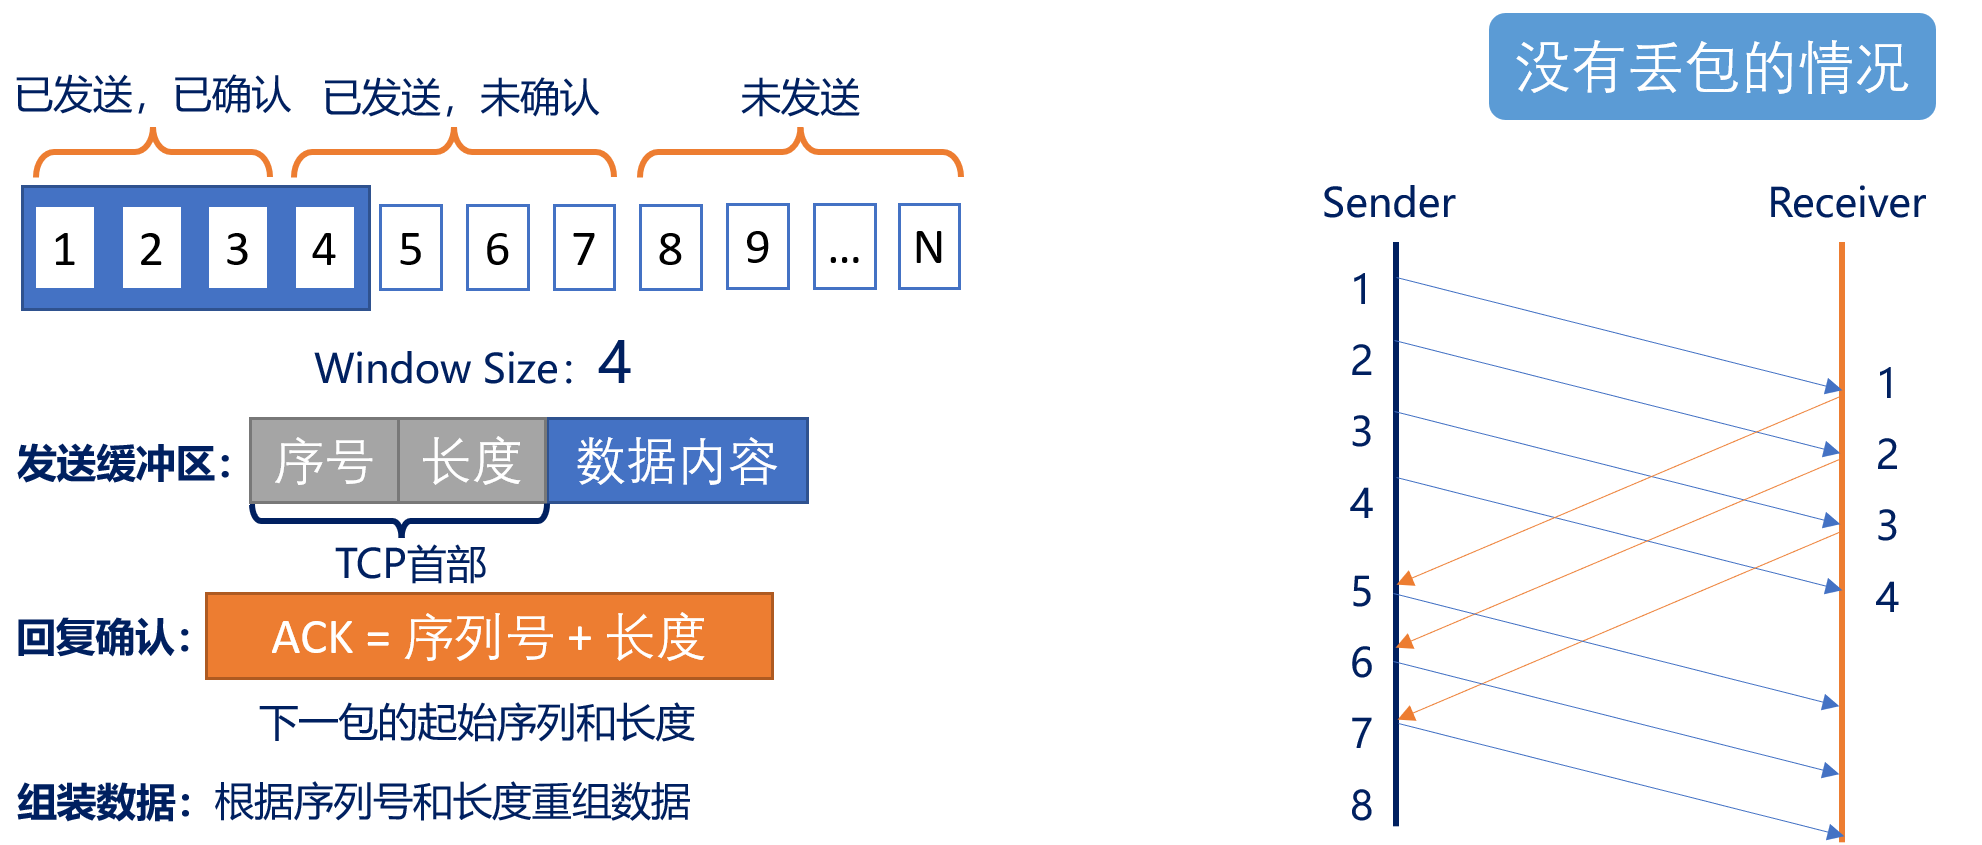 没有丢包的情况
已发送，已确认 已发送，未确认 未发送
1 2 3 4 5 6 7 8 9 ... N
Window Size：4
发送缓冲区： 序号 长度 数据内容
TCP首部
回复确认： ACK = 序列号 + 长度
下一包的起始序列和长度
组装数据：根据序列号和长度重组数据
Sender Receiver
1
2
3
4
5
6
7
8
1
2
3
4